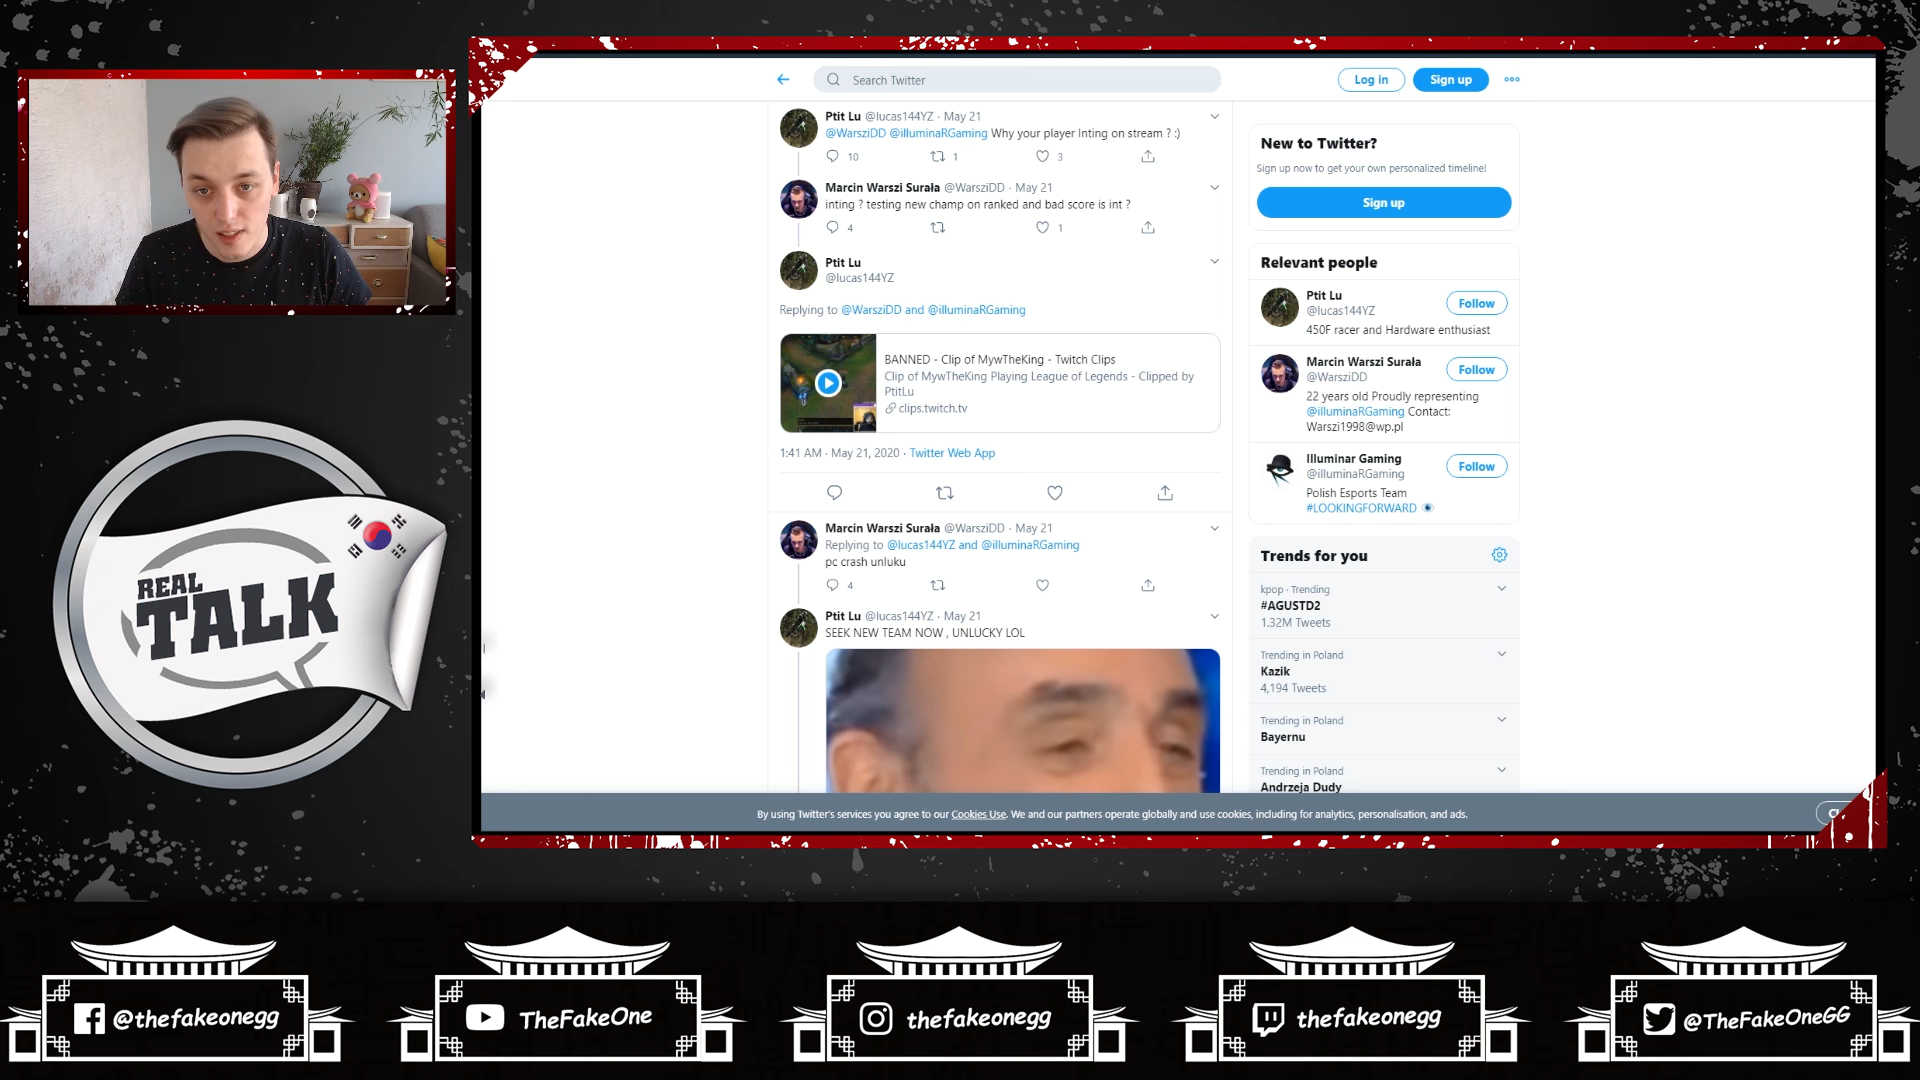 Search Twitter
Log in
Sign up
Ptit Lu @lucas144YZ · May 21
@WarsziDD @illuminaRGaming Why your player Inting on stream ? :)
10
1
3
Marcin Warszi Surała @WarsziDD · May 21
inting ? testing new champ on ranked and bad score is int ?
4
1
Ptit Lu
@lucas144YZ
Replying to @WarsziDD and @illuminaRGaming
BANNED - Clip of MywTheKing - Twitch Clips
Clip of MywTheKing Playing League of Legends - Clipped by
PtitLu
clips.twitch.tv
1:41 AM · May 21, 2020 · Twitter Web App
Marcin Warszi Surała @WarsziDD · May 21
Replying to @lucas144YZ and @illuminaRGaming
pc crash unluku
4
Ptit Lu @lucas144YZ · May 21
SEEK NEW TEAM NOW , UNLUCKY LOL
New to Twitter?
Sign up now to get your own personalized timeline!
Sign up
Relevant people
Ptit Lu
@lucas144YZ
Follow
450F racer and Hardware enthusiast
Marcin Warszi Surała
@WarsziDD
Follow
22 years old Proudly representing
@illuminaRGaming Contact:
Warszi1998@wp.pl
Illuminar Gaming
@illuminaRGaming
Follow
Polish Esports Team
#LOOKINGFORWARD
Trends for you
kpop · Trending
#AGUSTD2
1.32M Tweets
Trending in Poland
Kazik
4,194 Tweets
Trending in Poland
Bayernu
Trending in Poland
Andrzeja Dudy
By using Twitter's services you agree to our Cookies Use. We and our partners operate globally and use cookies, including for analytics, personalisation, and ads.
REAL
TALK
@thefakeonegg
TheFakeOne
thefakeonegg
thefakeonegg
@TheFakeOneGG